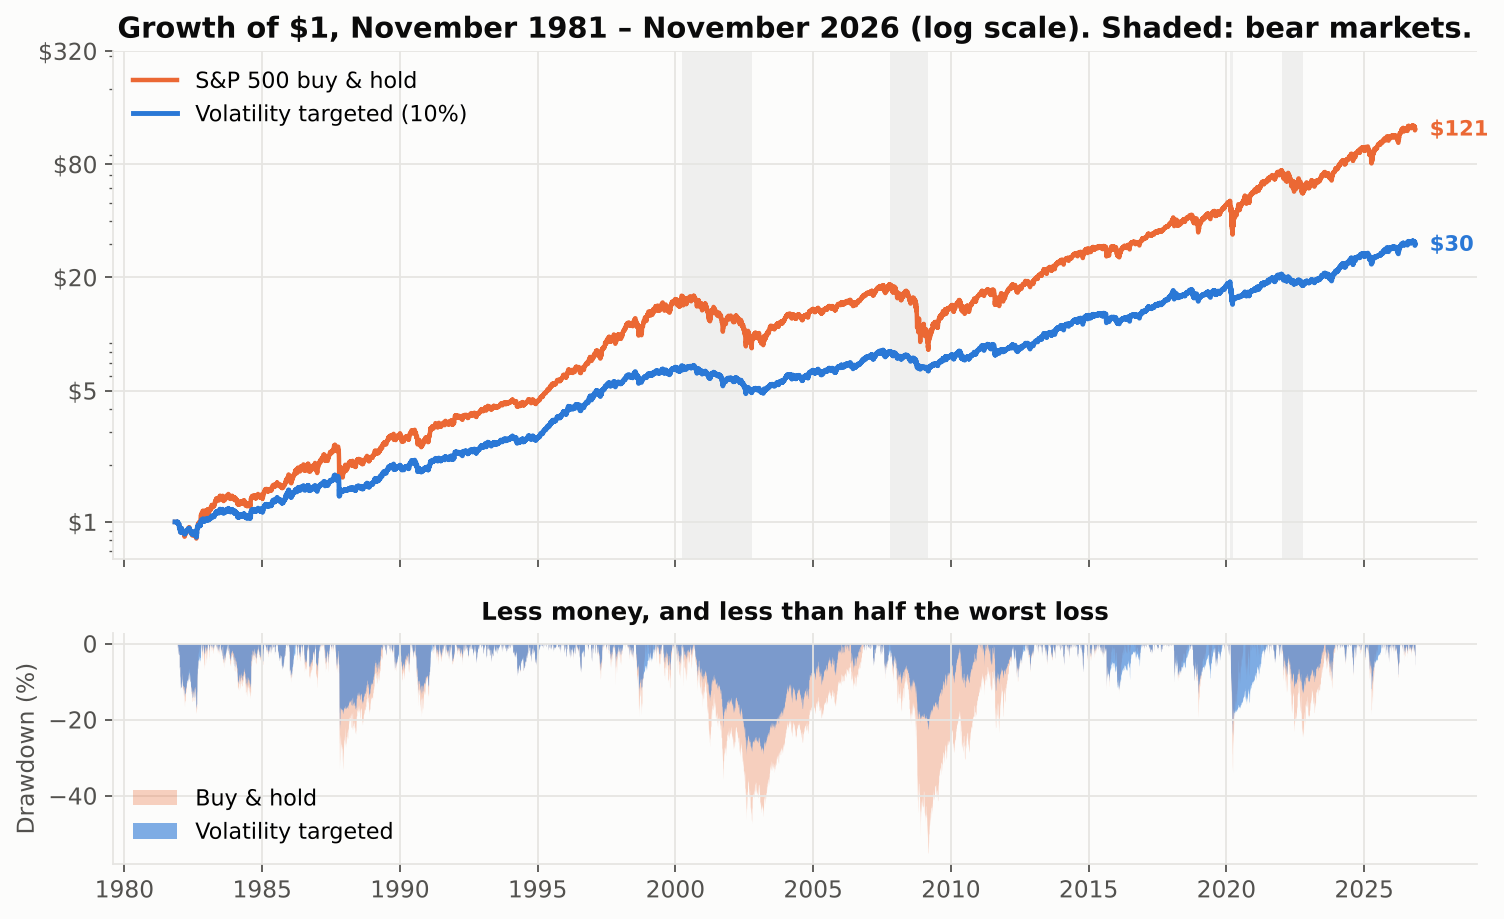 Growth of $1, November 1981 – November 2026 (log scale). Shaded: bear markets.
$320
S&P 500 buy & hold
Volatility targeted (10%)
$121
$80
$30
$20
$5
$1
Less money, and less than half the worst loss
0
−20
−40
Drawdown (%)
Buy & hold
Volatility targeted
1980 1985 1990 1995 2000 2005 2010 2015 2020 2025